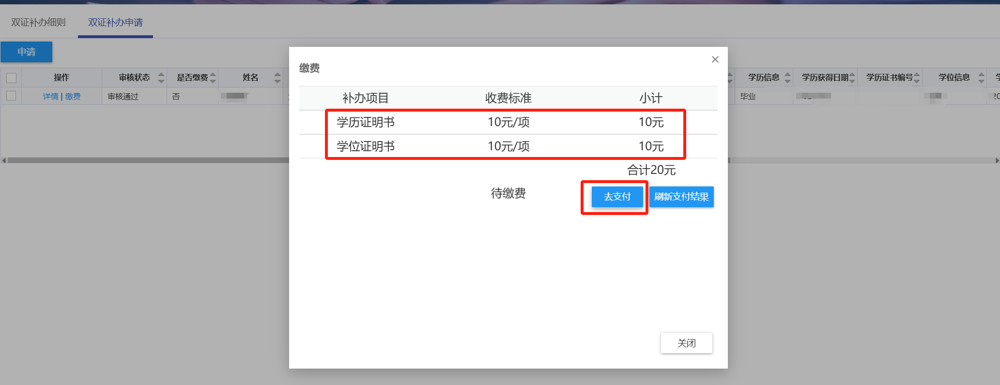 双证补办细则 双证补办申请
申请
操作 审核状态 是否缴费 姓名 学历信息 学历获得日期 学历证书编号 学位信息
详情 | 缴费 审核通过 否 毕业
缴费
补办项目 收费标准 小计
学历证明书 10元/项 10元
学位证明书 10元/项 10元
合计20元
待缴费 去支付 刷新支付结果
关闭